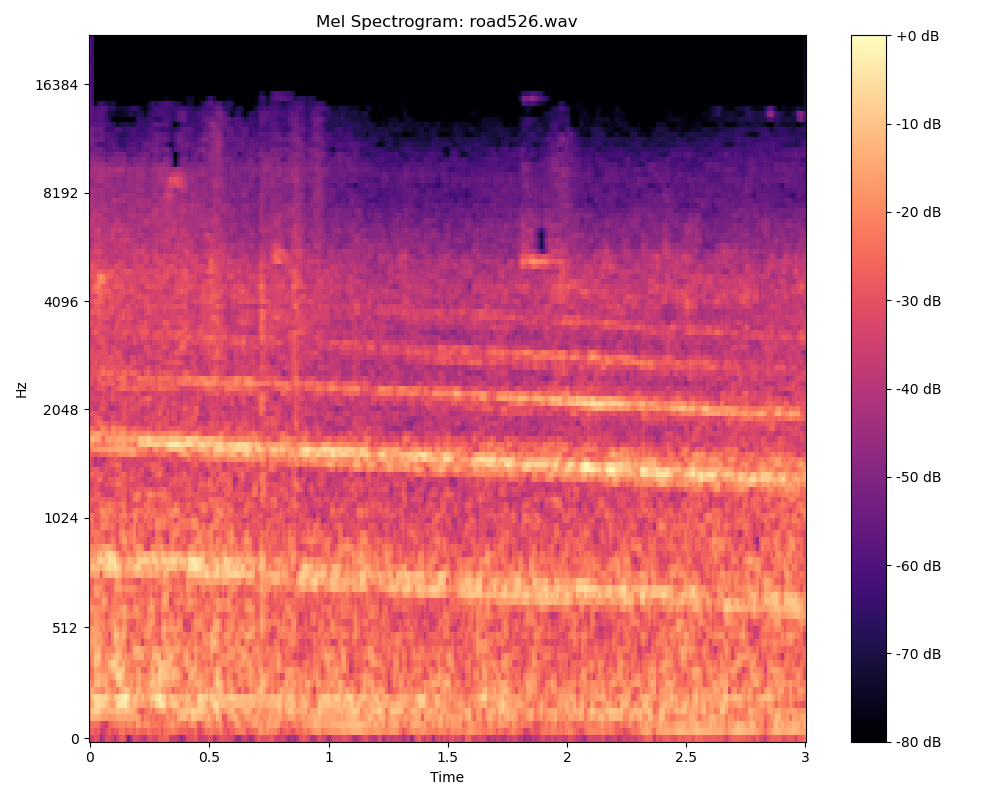 Mel Spectrogram: road526.wav
16384
8192
4096
2048
1024
512
0
Hz
0
0.5
1
1.5
2
2.5
3
Time
+0 dB
-10 dB
-20 dB
-30 dB
-40 dB
-50 dB
-60 dB
-70 dB
-80 dB